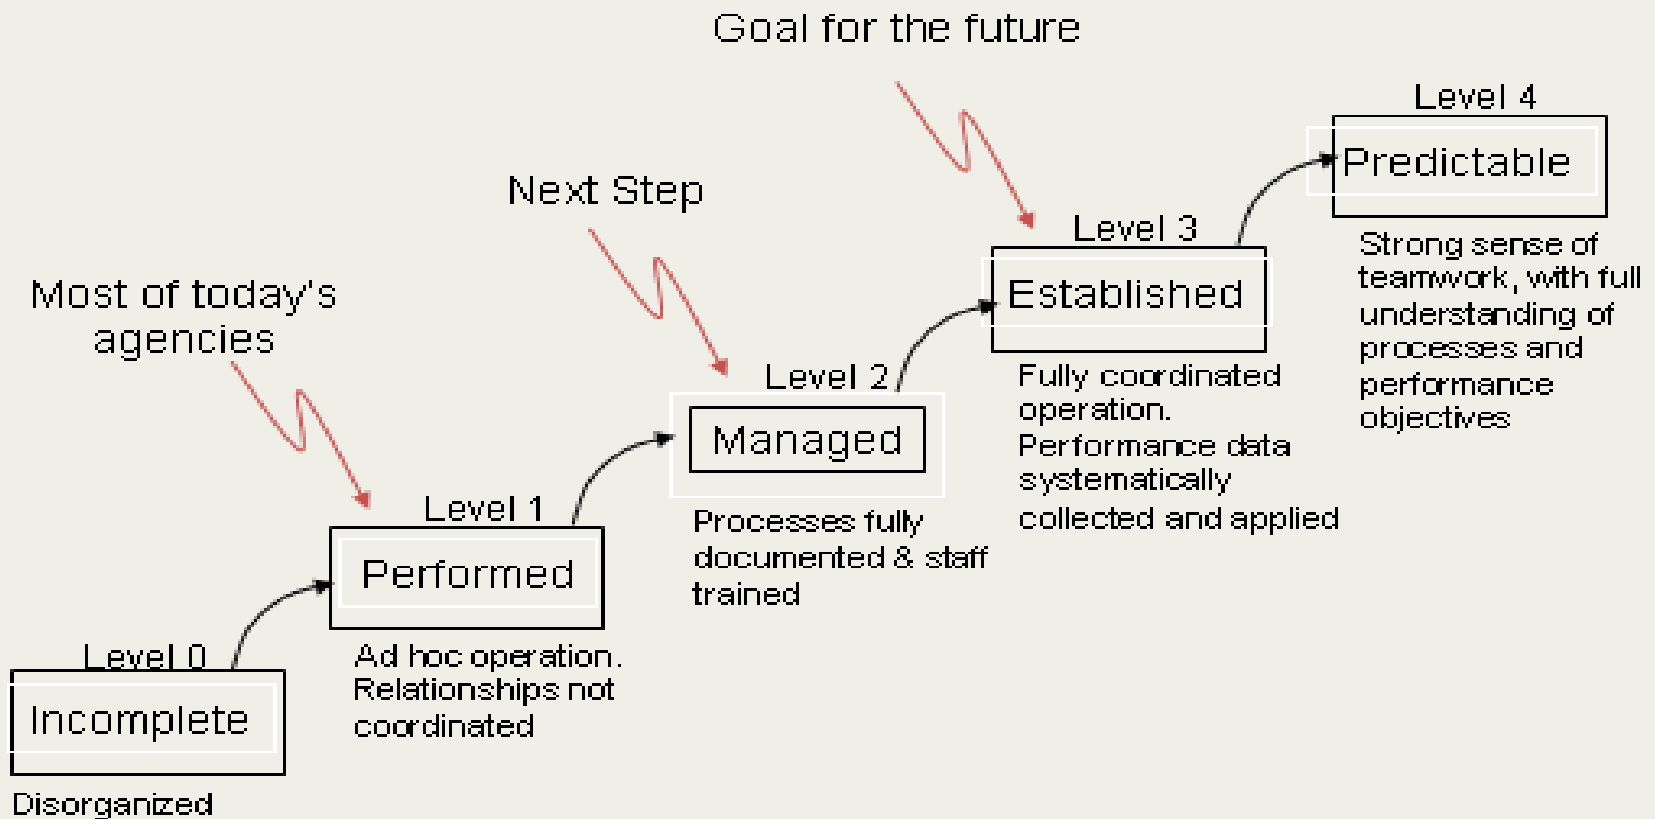 Goal for the future
Level 4
Predictable
Strong sense of
teamwork, with full
understanding of
processes and
performance
objectives
Next Step
Level 3
Established
Fully coordinated
operation.
Performance data
systematically
collected and applied
Most of today's
agencies
Level 2
Managed
Processes fully
documented & staff
trained
Level 1
Performed
Ad hoc operation.
Relationships not
coordinated
Level 0
Incomplete
Disorganized